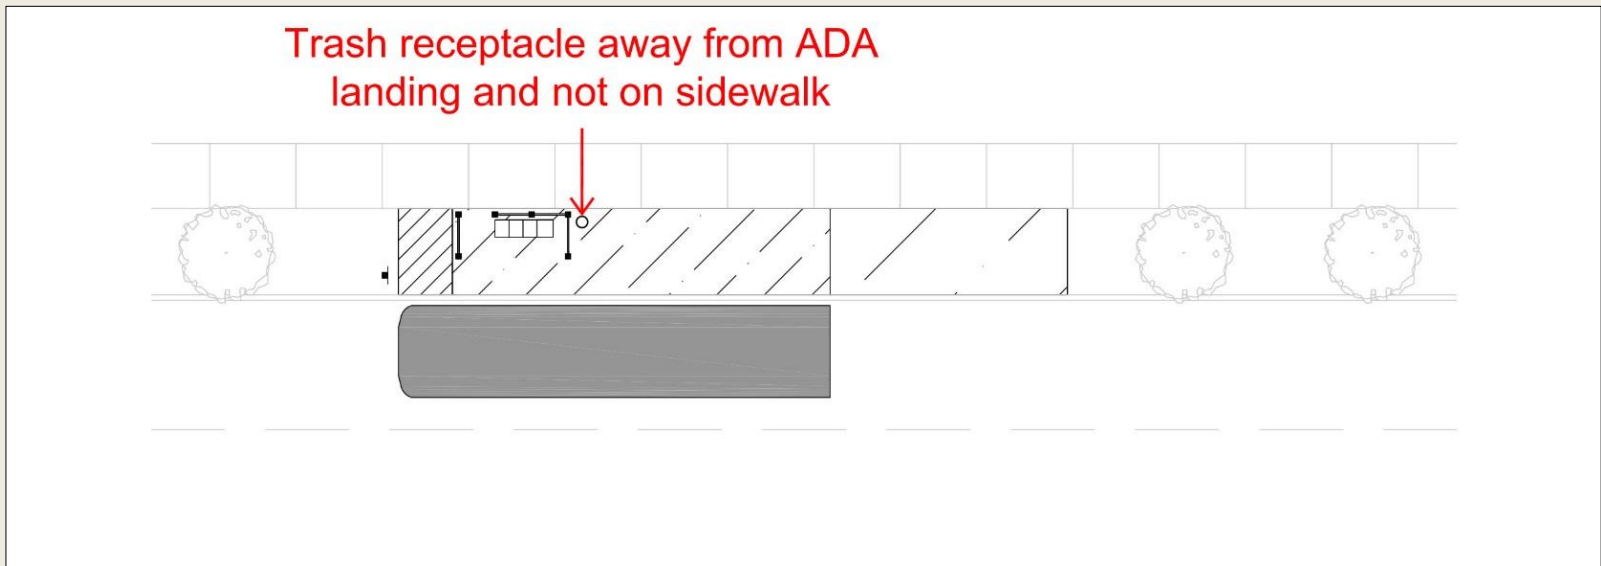 Trash receptacle away from ADA
landing and not on sidewalk